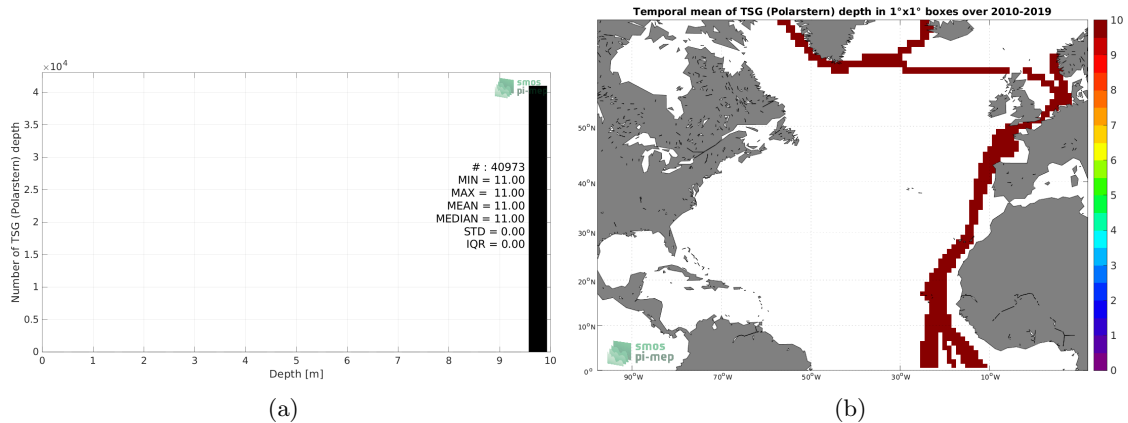 ×10⁴
4
3.5
3
2.5
2
1.5
1
0.5
0
Number of TSG (Polarstern) depth
smos
pi-mep
# : 40973
MIN = 11.00
MAX = 11.00
MEAN = 11.00
MEDIAN = 11.00
STD = 0.00
IQR = 0.00
0 1 2 3 4 5 6 7 8 9 10
Depth [m]
(a)
Temporal mean of TSG (Polarstern) depth in 1°x1° boxes over 2010-2019
50°N
40°N
30°N
20°N
10°N
0°
90°W 70°W 50°W 30°W 10°W
smos
pi-mep
10
9
8
7
6
5
4
3
2
1
0
(b)